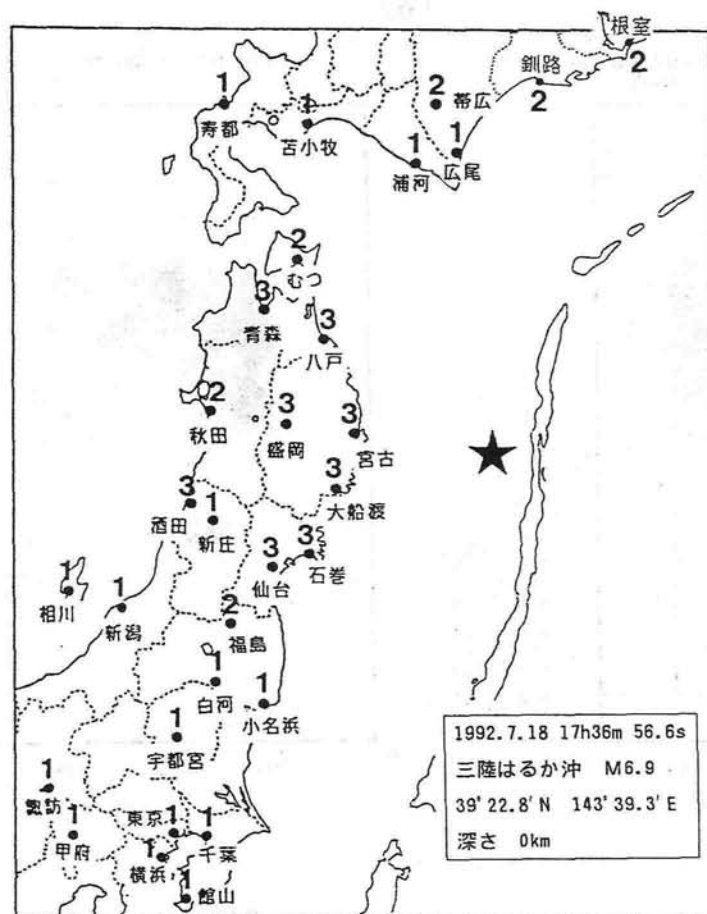 根室
2
釧路
2
2
帯広
1
寿都
1
苫小牧
1
浦河
1
広尾
2
むつ
3
青森
3
八戸
2
秋田
3
盛岡
3
宮古
3
大船渡
3
酒田
1
新庄
3
石巻
3
仙台
1
相川
1
新潟
2
福島
1
白河
1
小名浜
1
宇都宮
1
諏訪
1
甲府
東京
1
1
千葉
1
横浜
1
館山
1992.7.18 17h36m 56.6s
三陸はるか沖 M6.9
39°22.8'N 143°39.3'E
深さ 0km